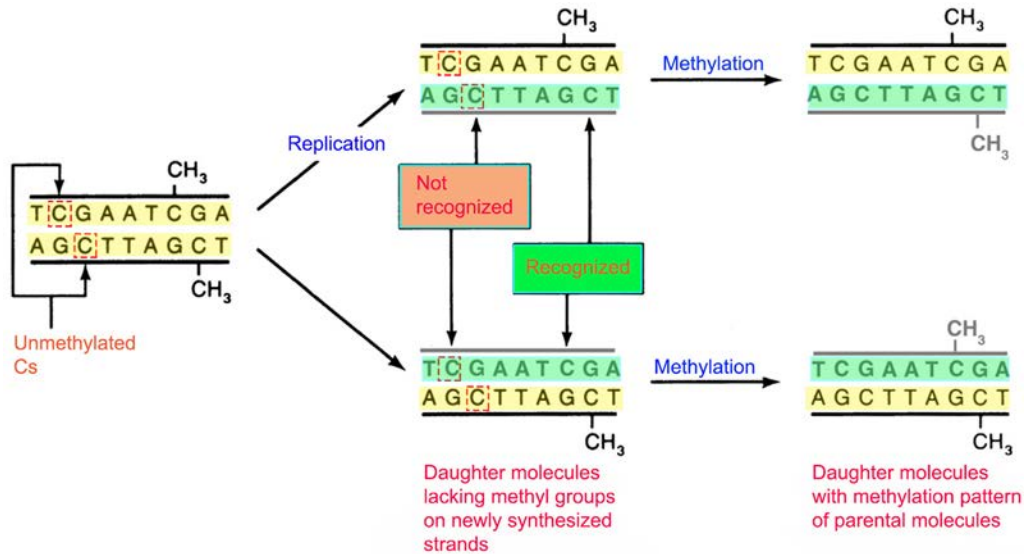 CH3
CH3
TCGAATCGA
Methylation
TCGAATCGA
AGCTTAGCT
AGCTTAGCT
CH3
Replication
CH3
Not
recognized
TCGAATCGA
AGCTTAGCT
Recognized
CH3
Unmethylated
Cs
CH3
TCGAATCGA
Methylation
TCGAATCGA
AGCTTAGCT
AGCTTAGCT
CH3
CH3
Daughter molecules
lacking methyl groups
on newly synthesized
strands
Daughter molecules
with methylation pattern
of parental molecules